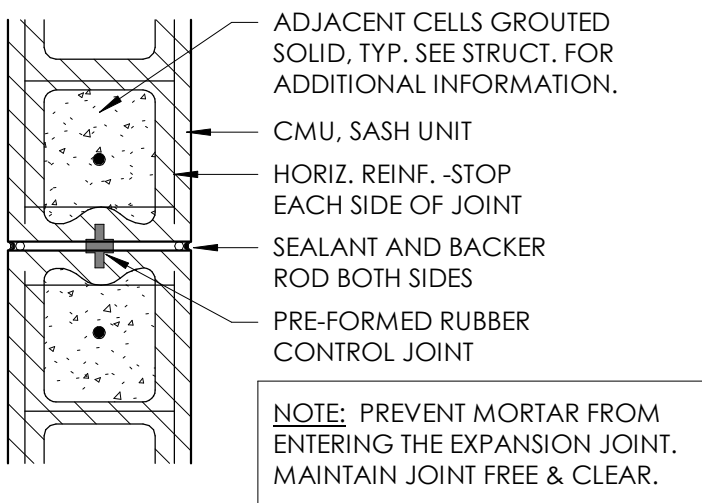 ADJACENT CELLS GROUTED
SOLID, TYP. SEE STRUCT. FOR
ADDITIONAL INFORMATION.
CMU, SASH UNIT
HORIZ. REINF. -STOP
EACH SIDE OF JOINT
SEALANT AND BACKER
ROD BOTH SIDES
PRE-FORMED RUBBER
CONTROL JOINT
NOTE: PREVENT MORTAR FROM
ENTERING THE EXPANSION JOINT.
MAINTAIN JOINT FREE & CLEAR.